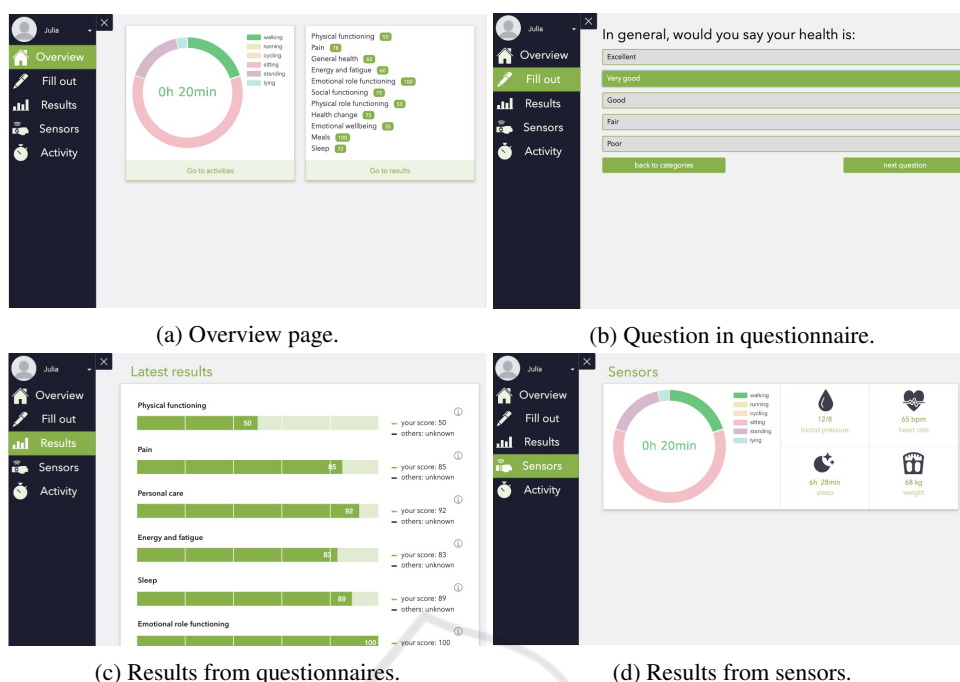 Julia
Overview
Fill out
Results
Sensors
Activity
0h 20min
walking
running
cycling
sitting
standing
lying
Go to activities
Physical functioning 50
Pain 78
General health 60
Energy and fatigue 60
Emotional role functioning 100
Social functioning 75
Physical role functioning 50
Health change 75
Emotional wellbeing 35
Meals 100
Sleep 72
Go to results
(a) Overview page.
Julia
Overview
Fill out
Results
Sensors
Activity
In general, would you say your health is:
Excellent
Very good
Good
Fair
Poor
back to categories
next question
(b) Question in questionnaire.
Julia
Overview
Fill out
Results
Sensors
Activity
Latest results
Physical functioning
50
your score: 50
others: unknown
Pain
85
your score: 85
others: unknown
Personal care
92
your score: 92
others: unknown
Energy and fatigue
83
your score: 83
others: unknown
Sleep
89
your score: 89
others: unknown
Emotional role functioning
100
your score: 100
(c) Results from questionnaires.
Julia
Overview
Fill out
Results
Sensors
Activity
Sensors
0h 20min
walking
running
cycling
sitting
standing
lying
12/8
blood pressure
65 bpm
heart rate
6h 28min
sleep
68 kg
weight
(d) Results from sensors.